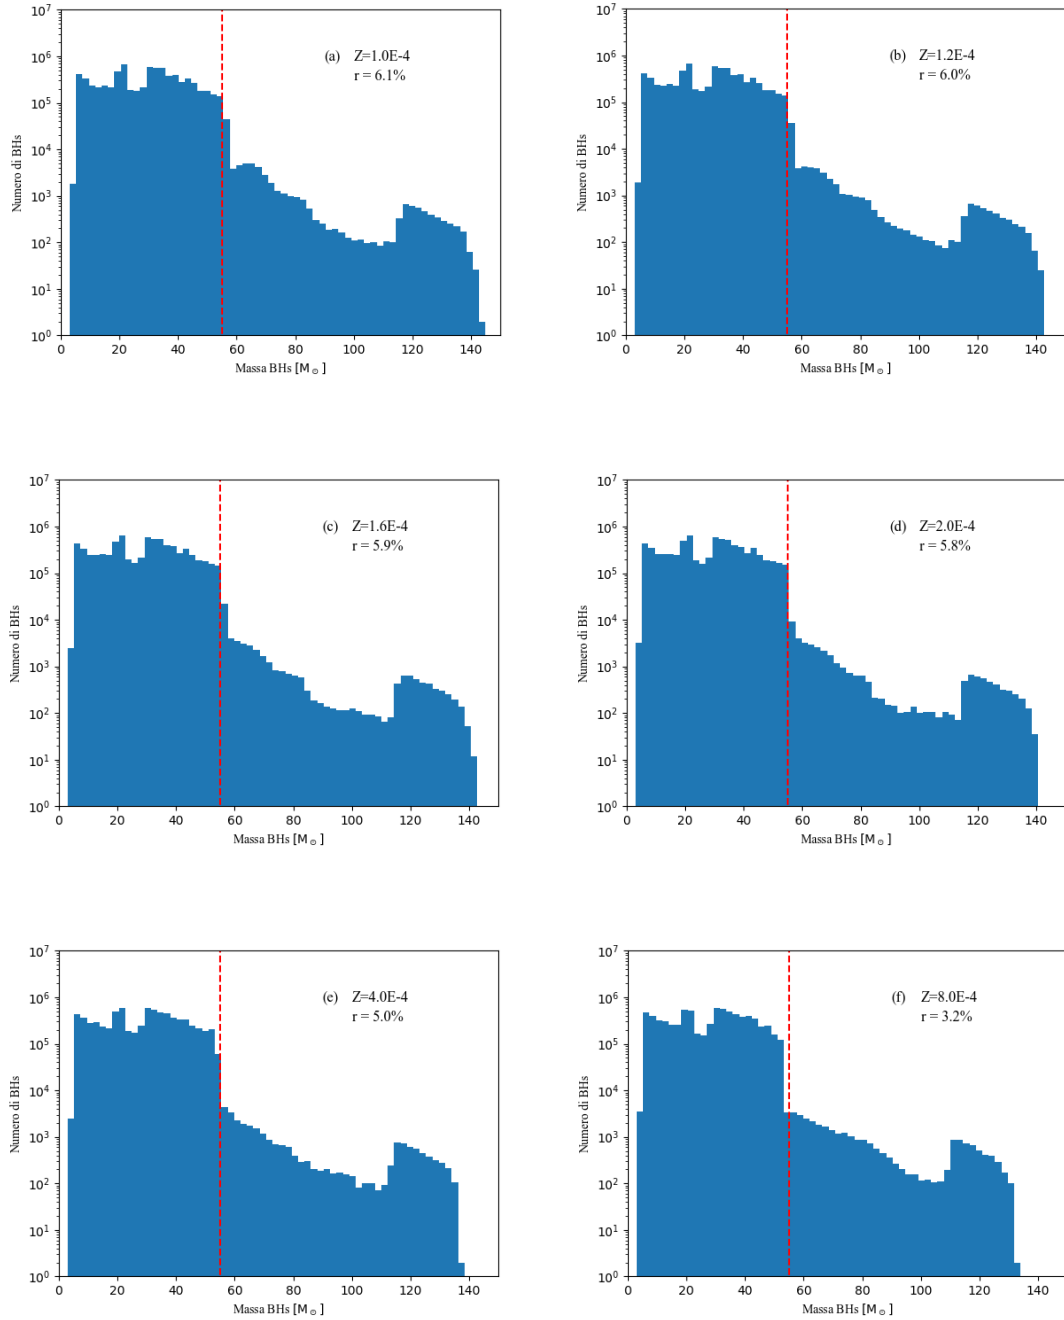 10⁷
10⁶
10⁵
10⁴
10³
10²
10¹
10⁰
Numero di BHs
(a) Z=1.0E-4
r = 6.1%
0 20 40 60 80 100 120 140
Massa BHs [M⊙]
10⁷
10⁶
10⁵
10⁴
10³
10²
10¹
10⁰
Numero di BHs
(b) Z=1.2E-4
r = 6.0%
0 20 40 60 80 100 120 140
Massa BHs [M⊙]
10⁷
10⁶
10⁵
10⁴
10³
10²
10¹
10⁰
Numero di BHs
(c) Z=1.6E-4
r = 5.9%
0 20 40 60 80 100 120 140
Massa BHs [M⊙]
10⁷
10⁶
10⁵
10⁴
10³
10²
10¹
10⁰
Numero di BHs
(d) Z=2.0E-4
r = 5.8%
0 20 40 60 80 100 120 140
Massa BHs [M⊙]
10⁷
10⁶
10⁵
10⁴
10³
10²
10¹
10⁰
Numero di BHs
(e) Z=4.0E-4
r = 5.0%
0 20 40 60 80 100 120 140
Massa BHs [M⊙]
10⁷
10⁶
10⁵
10⁴
10³
10²
10¹
10⁰
Numero di BHs
(f) Z=8.0E-4
r = 3.2%
0 20 40 60 80 100 120 140
Massa BHs [M⊙]